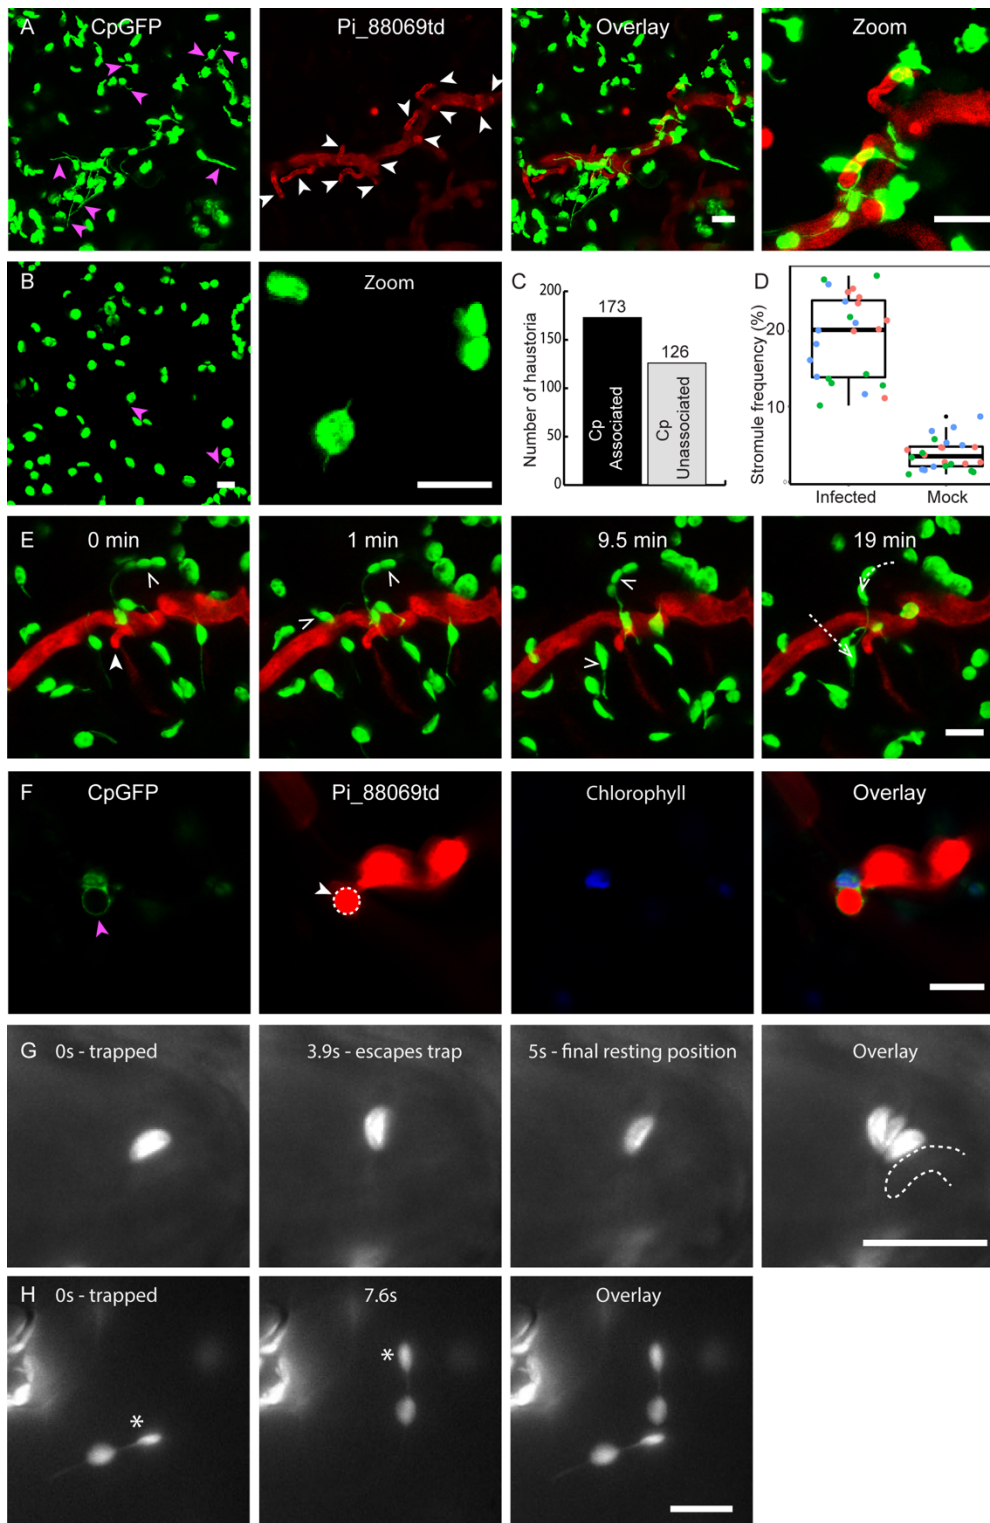 A CpGFP Pi_88069td Overlay Zoom
B Zoom
C
Number of haustoria
200
150
100
50
0
173
126
Cp Associated
Cp Unassociated
D
Stromule frequency (%)
20
10
0
Infected Mock
E 0 min 1 min 9.5 min 19 min
F CpGFP Pi_88069td Chlorophyll Overlay
G 0s - trapped 3.9s - escapes trap 5s - final resting position Overlay
H 0s - trapped 7.6s Overlay
*
*